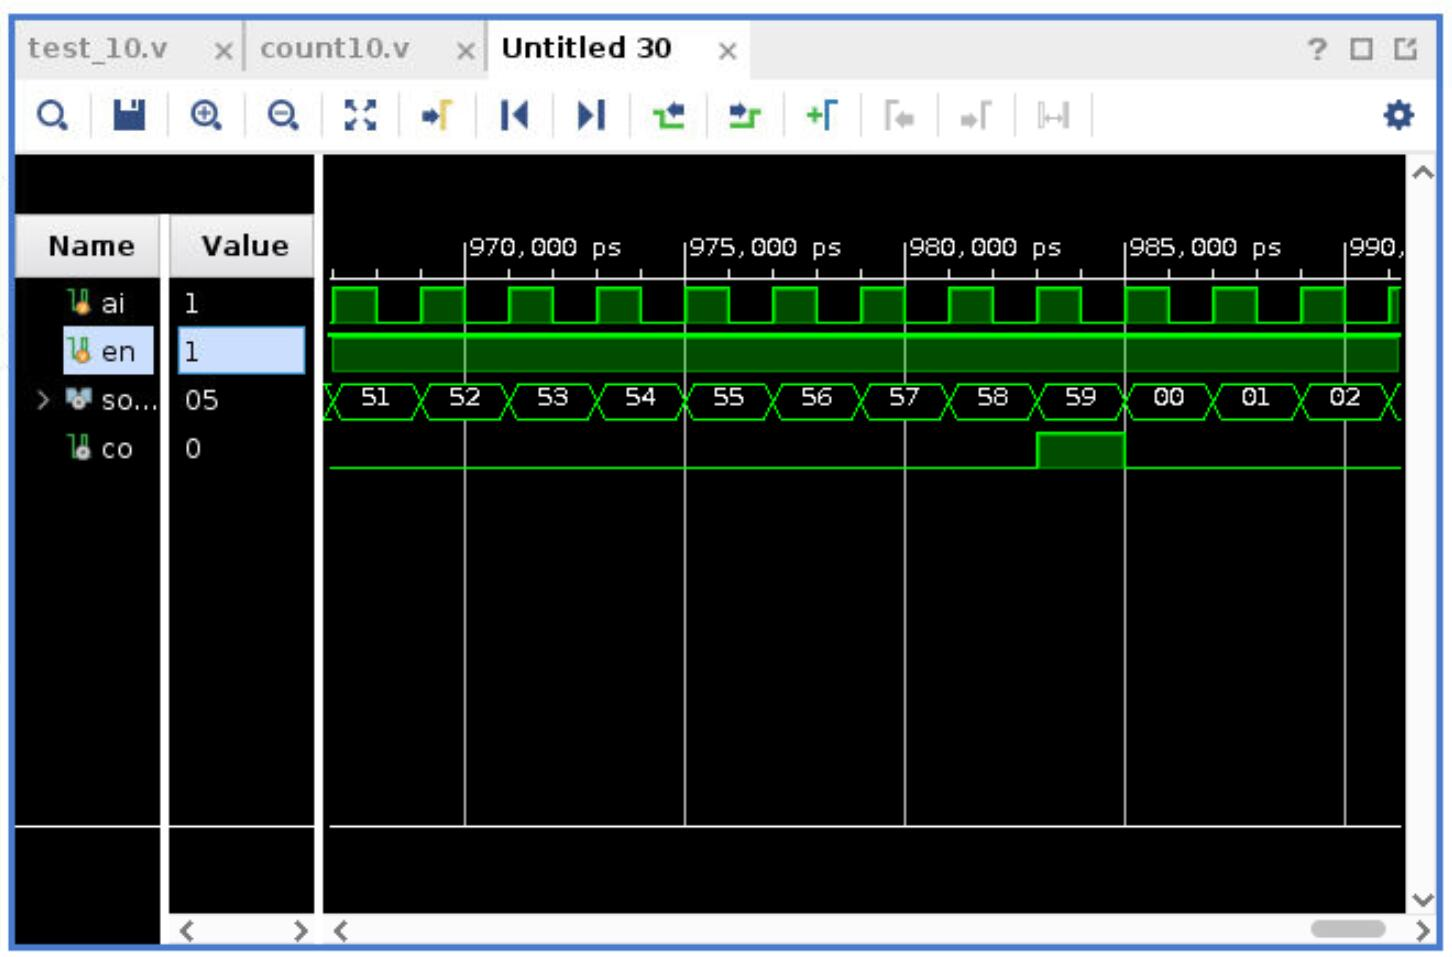 test_10.v × count10.v × Untitled 30 ×
Name Value
970,000 ps 975,000 ps 980,000 ps 985,000 ps 990,
ai 1
en 1
so... 05 51 52 53 54 55 56 57 58 59 00 01 02
co 0